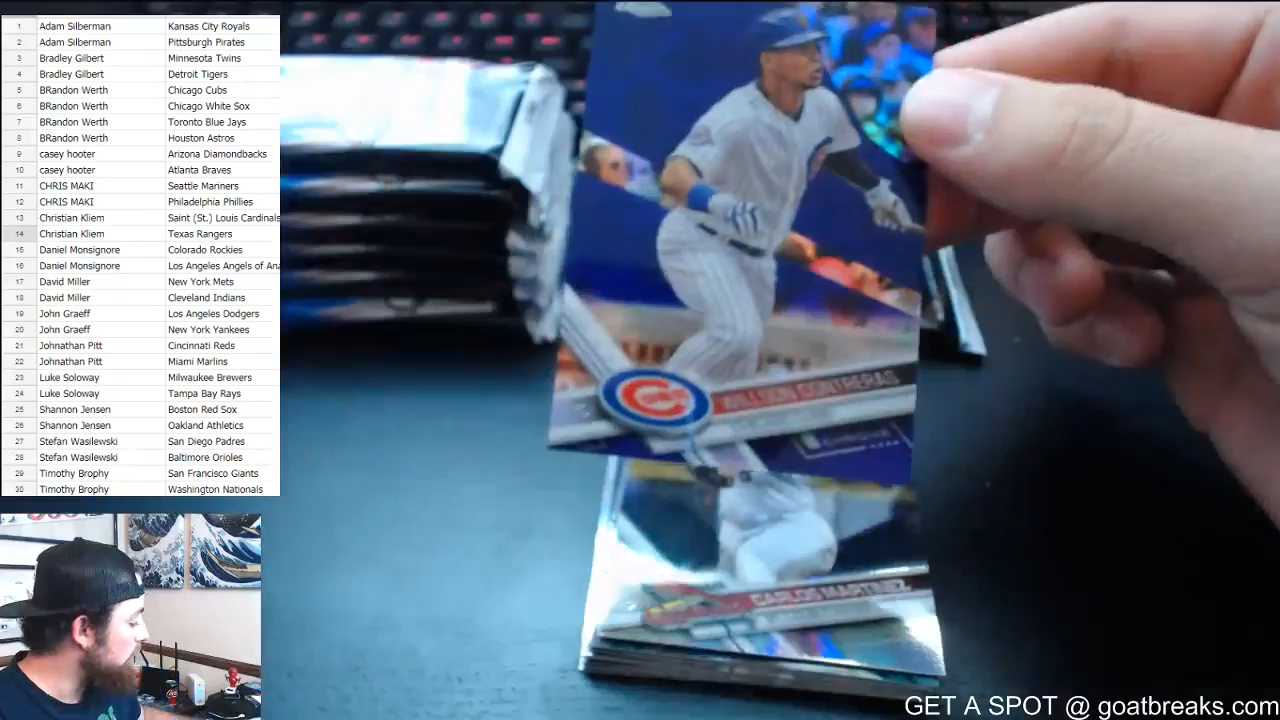 1 Adam Silberman Kansas City Royals
2 Adam Silberman Pittsburgh Pirates
3 Bradley Gilbert Minnesota Twins
4 Bradley Gilbert Detroit Tigers
5 BRandon Werth Chicago Cubs
6 BRandon Werth Chicago White Sox
7 BRandon Werth Toronto Blue Jays
8 BRandon Werth Houston Astros
9 casey hooter Arizona Diamondbacks
10 casey hooter Atlanta Braves
11 CHRIS MAKI Seattle Mariners
12 CHRIS MAKI Philadelphia Phillies
13 Christian Kliem Saint (St.) Louis Cardinals
14 Christian Kliem Texas Rangers
15 Daniel Monsignore Colorado Rockies
16 Daniel Monsignore Los Angeles Angels of Ana
17 David Miller New York Mets
18 David Miller Cleveland Indians
19 John Graeff Los Angeles Dodgers
20 John Graeff New York Yankees
21 Johnathan Pitt Cincinnati Reds
22 Johnathan Pitt Miami Marlins
23 Luke Soloway Milwaukee Brewers
24 Luke Soloway Tampa Bay Rays
25 Shannon Jensen Boston Red Sox
26 Shannon Jensen Oakland Athletics
27 Stefan Wasilewski San Diego Padres
28 Stefan Wasilewski Baltimore Orioles
29 Timothy Brophy San Francisco Giants
30 Timothy Brophy Washington Nationals
WILLSON CONTRERAS
CARLOS MARTINEZ
GET A SPOT @ goatbreaks.com